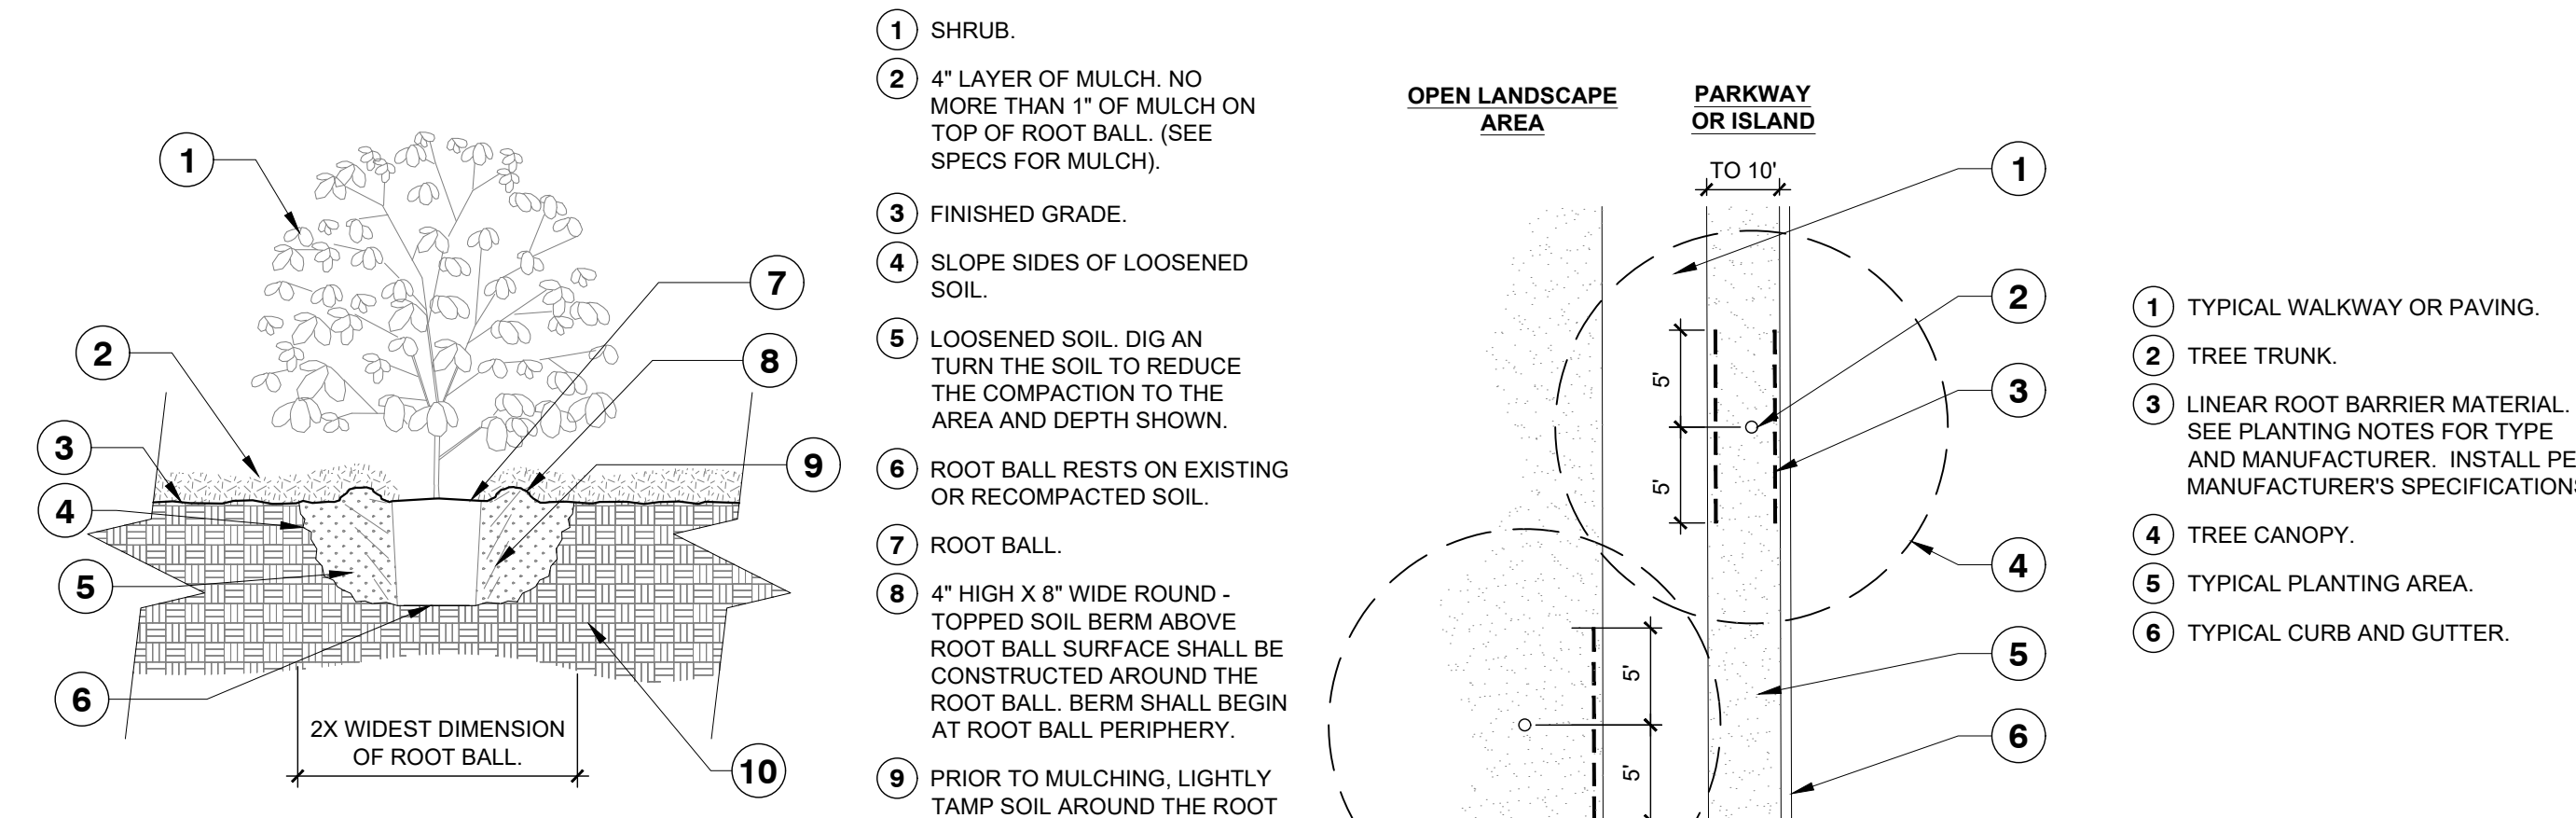 1
2
3
4
5
6
7
8
9
10
2X WIDEST DIMENSION
OF ROOT BALL.
1 SHRUB.
2 4" LAYER OF MULCH. NO
MORE THAN 1" OF MULCH ON
TOP OF ROOT BALL. (SEE
SPECS FOR MULCH).
3 FINISHED GRADE.
4 SLOPE SIDES OF LOOSENED
SOIL.
5 LOOSENED SOIL. DIG AN
TURN THE SOIL TO REDUCE
THE COMPACTION TO THE
AREA AND DEPTH SHOWN.
6 ROOT BALL RESTS ON EXISTING
OR RECOMPACTED SOIL.
7 ROOT BALL.
8 4" HIGH X 8" WIDE ROUND -
TOPPED SOIL BERM ABOVE
ROOT BALL SURFACE SHALL BE
CONSTRUCTED AROUND THE
ROOT BALL. BERM SHALL BEGIN
AT ROOT BALL PERIPHERY.
9 PRIOR TO MULCHING, LIGHTLY
TAMP SOIL AROUND THE ROOT
OPEN LANDSCAPE
AREA
PARKWAY
OR ISLAND
TO 10'
5'
5'
5'
5'
1
2
3
4
5
6
1 TYPICAL WALKWAY OR PAVING.
2 TREE TRUNK.
3 LINEAR ROOT BARRIER MATERIAL.
SEE PLANTING NOTES FOR TYPE
AND MANUFACTURER. INSTALL PE
MANUFACTURER'S SPECIFICATIONS
4 TREE CANOPY.
5 TYPICAL PLANTING AREA.
6 TYPICAL CURB AND GUTTER.